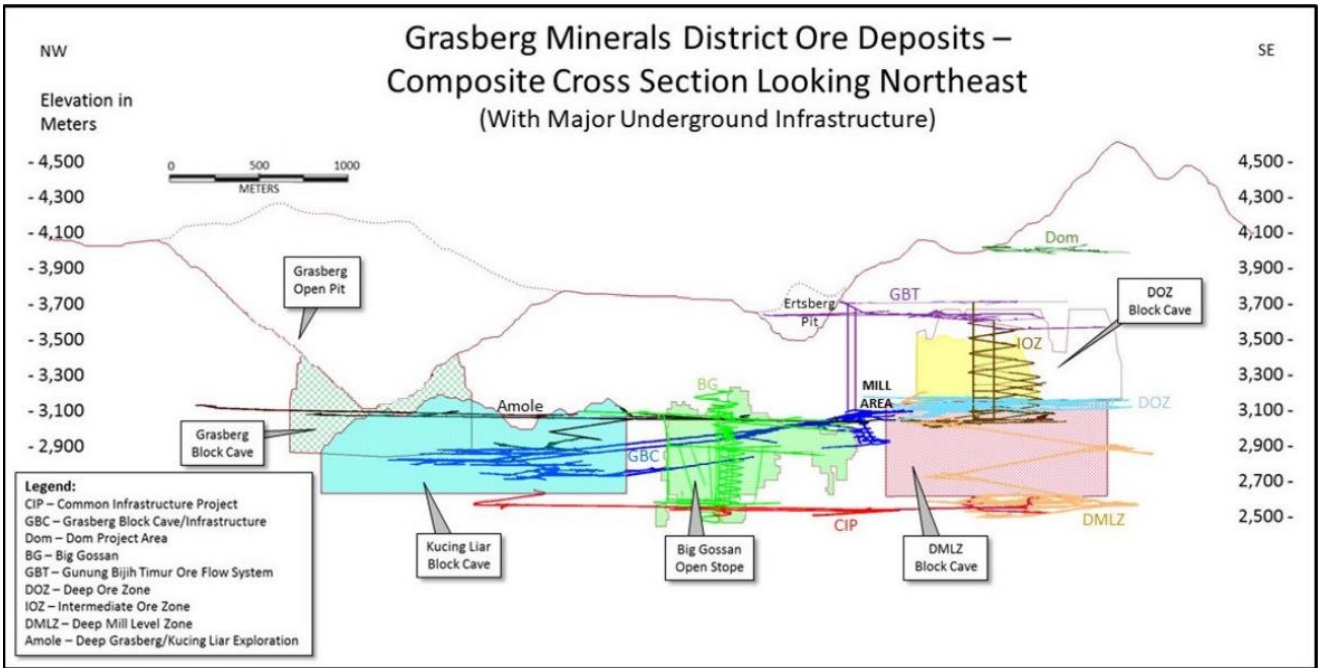 Grasberg Minerals District Ore Deposits –
Composite Cross Section Looking Northeast
(With Major Underground Infrastructure)
NW
SE
Elevation in
Meters
- 4,500
- 4,300
- 4,100
- 3,900
- 3,700
- 3,500
- 3,300
- 3,100
- 2,900
0 500 1000
METERS
4,500 -
4,300 -
4,100 -
3,900 -
3,700 -
3,500 -
3,300 -
3,100 -
2,900 -
2,700 -
2,500 -
Grasberg
Open Pit
Ertsberg
Pit
GBT
Dom
DOZ
Block Cave
IOZ
BG
MILL
AREA
Amole
DOZ
Grasberg
Block Cave
GBC
CIP
DMLZ
Kucing Liar
Block Cave
Big Gossan
Open Stope
DMLZ
Block Cave
Legend:
CIP – Common Infrastructure Project
GBC – Grasberg Block Cave/Infrastructure
Dom – Dom Project Area
BG – Big Gossan
GBT – Gunung Bijih Timur Ore Flow System
DOZ – Deep Ore Zone
IOZ – Intermediate Ore Zone
DMLZ – Deep Mill Level Zone
Amole – Deep Grasberg/Kucing Liar Exploration